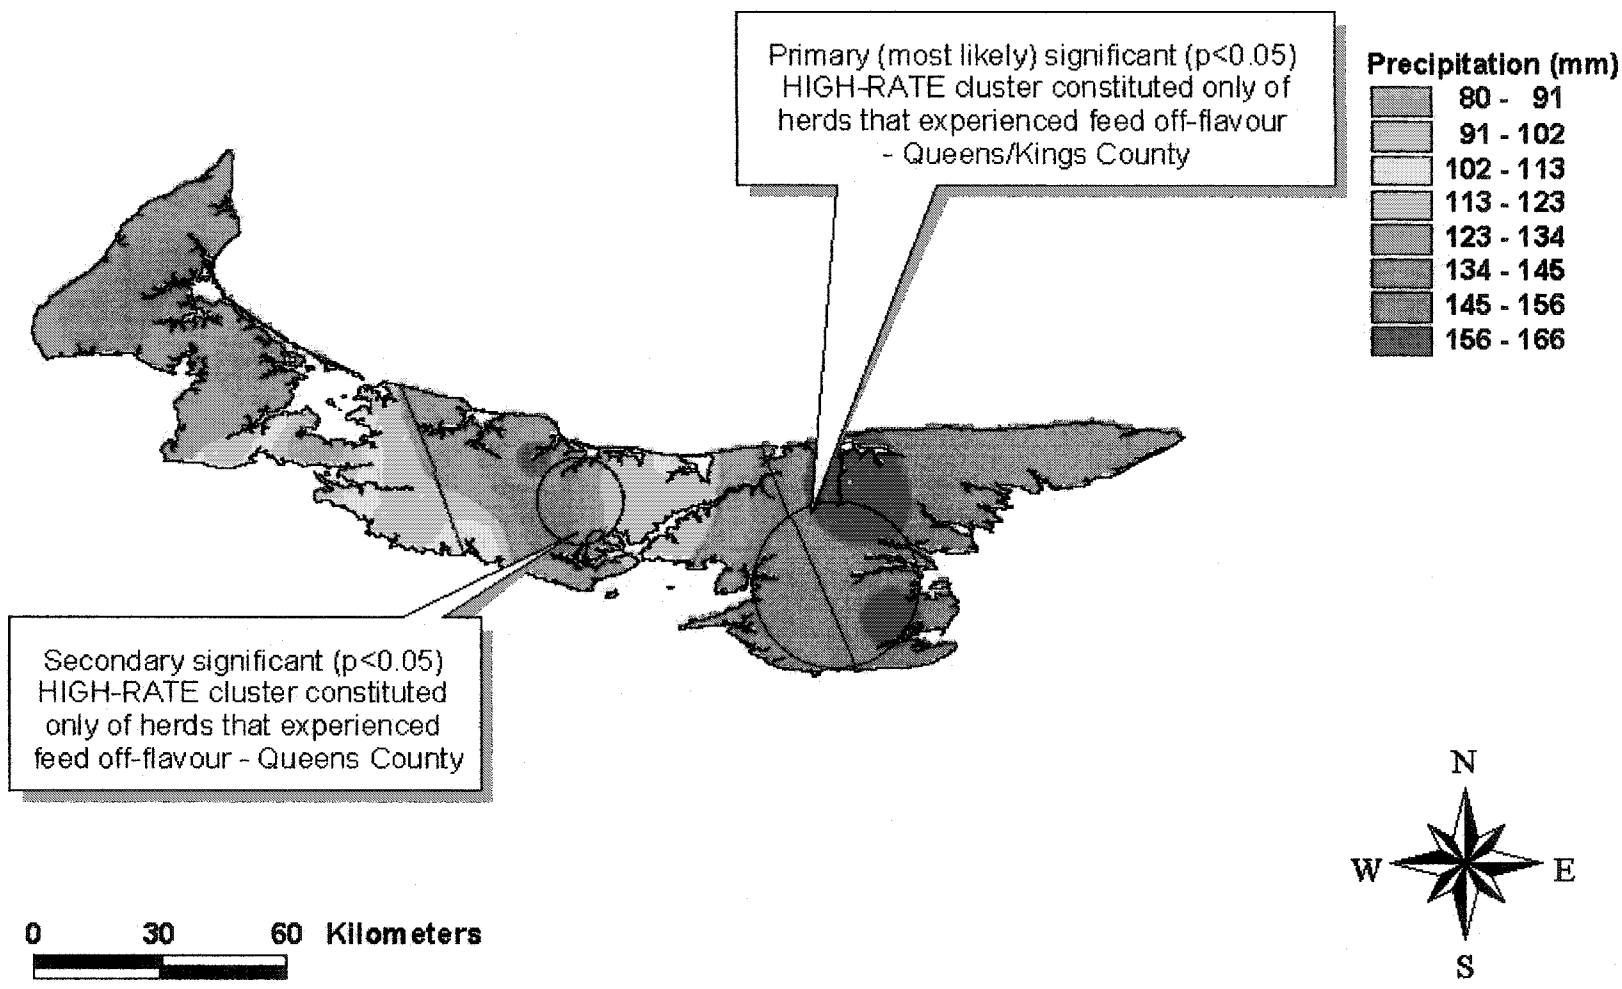 Primary (most likely) significant (p<0.05)
HIGH-RATE cluster constituted only of
herds that experienced feed off-flavour
- Queens/Kings County
Precipitation (mm)
80 - 91
91 - 102
102 - 113
113 - 123
123 - 134
134 - 145
145 - 156
156 - 166
Secondary significant (p<0.05)
HIGH-RATE cluster constituted
only of herds that experienced
feed off-flavour - Queens County
N
W E
S
0 30 60 Kilometers